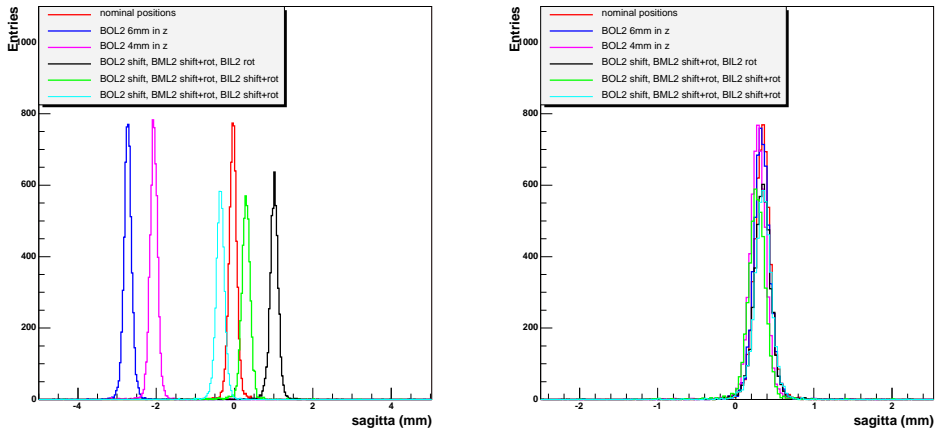 Entries
1000
800
600
400
200
0
nominal positions
BOL2 6mm in z
BOL2 4mm in z
BOL2 shift, BML2 shift+rot, BIL2 rot
BOL2 shift, BML2 shift+rot, BIL2 shift+rot
BOL2 shift, BML2 shift+rot, BIL2 shift+rot
-4 -2 0 2 4
sagitta (mm)
Entries
1000
800
600
400
200
0
nominal positions
BOL2 6mm in z
BOL2 4mm in z
BOL2 shift, BML2 shift+rot, BIL2 rot
BOL2 shift, BML2 shift+rot, BIL2 shift+rot
BOL2 shift, BML2 shift+rot, BIL2 shift+rot
-2 -1 0 1 2
sagitta (mm)